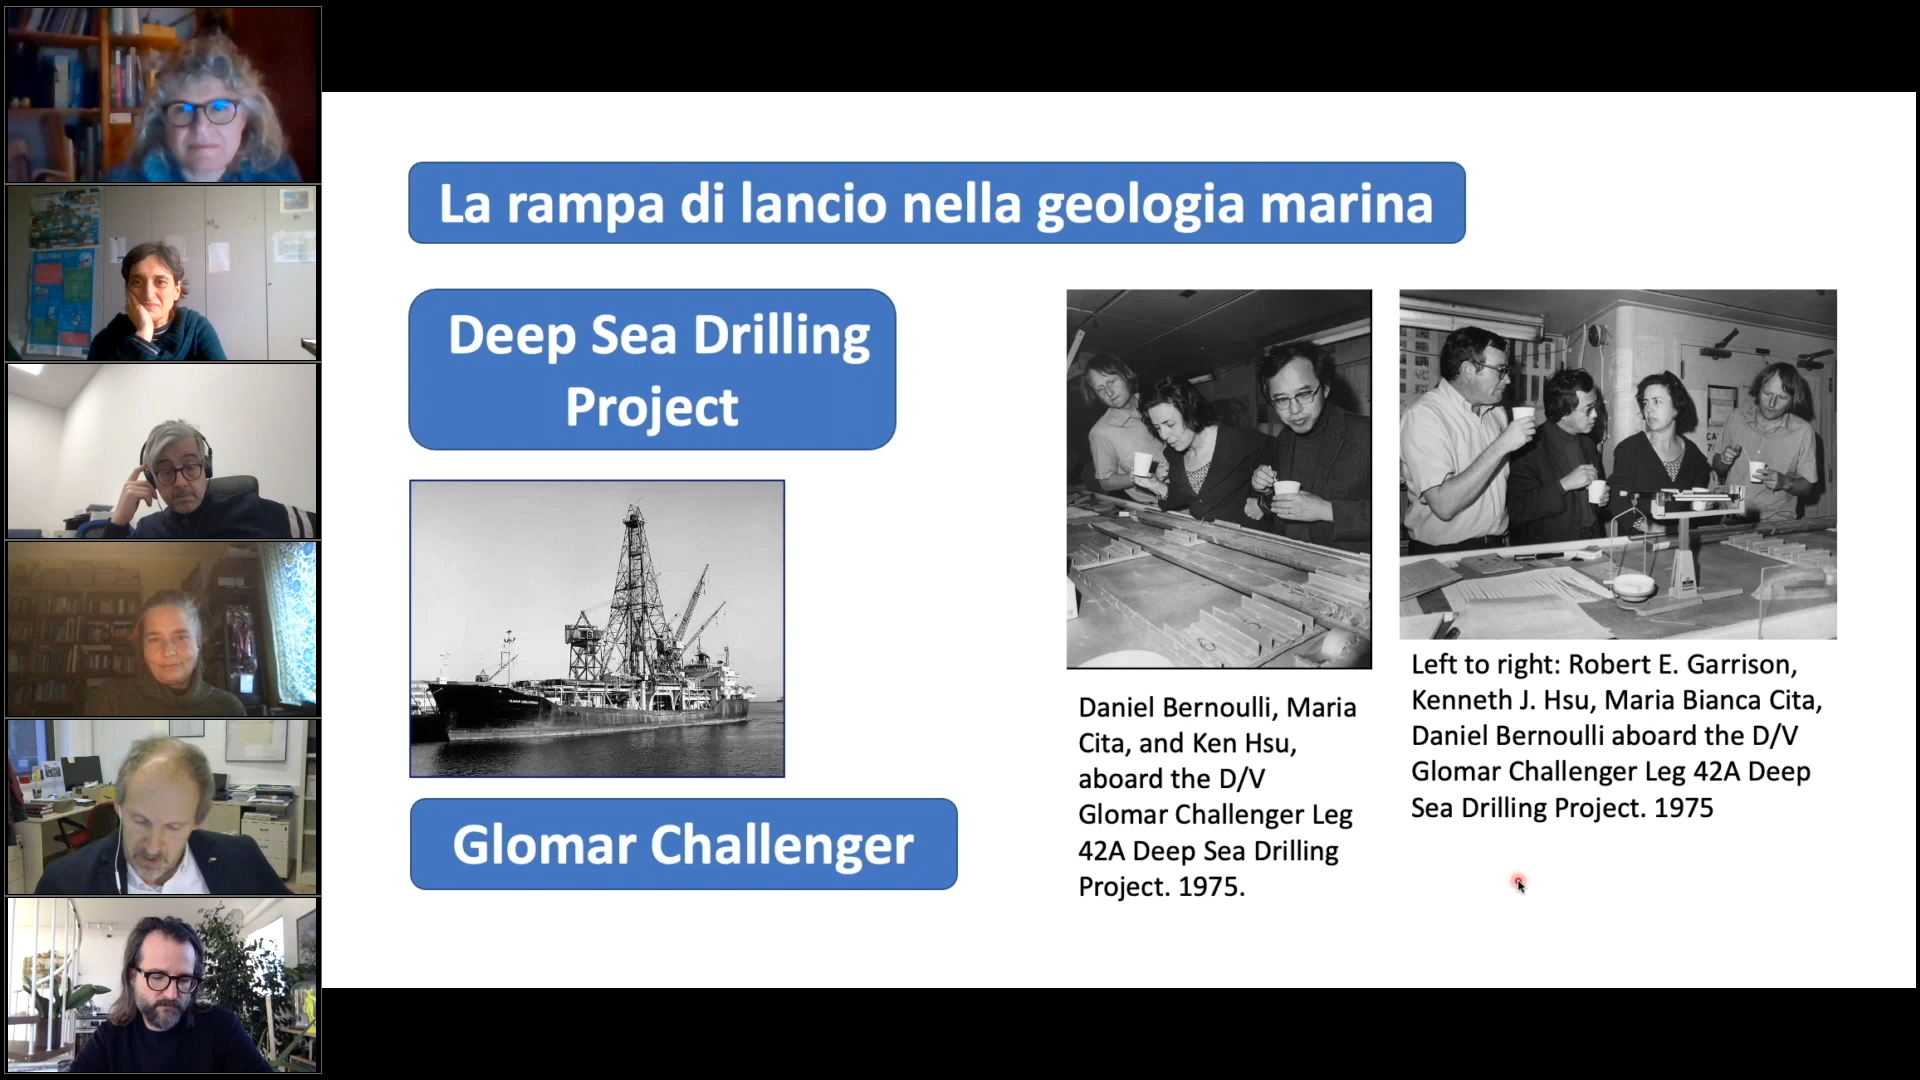 La rampa di lancio nella geologia marina
Deep Sea Drilling
Project
Glomar Challenger
Daniel Bernoulli, Maria
Cita, and Ken Hsu,
aboard the D/V
Glomar Challenger Leg
42A Deep Sea Drilling
Project. 1975.
Left to right: Robert E. Garrison,
Kenneth J. Hsu, Maria Bianca Cita,
Daniel Bernoulli aboard the D/V
Glomar Challenger Leg 42A Deep
Sea Drilling Project. 1975